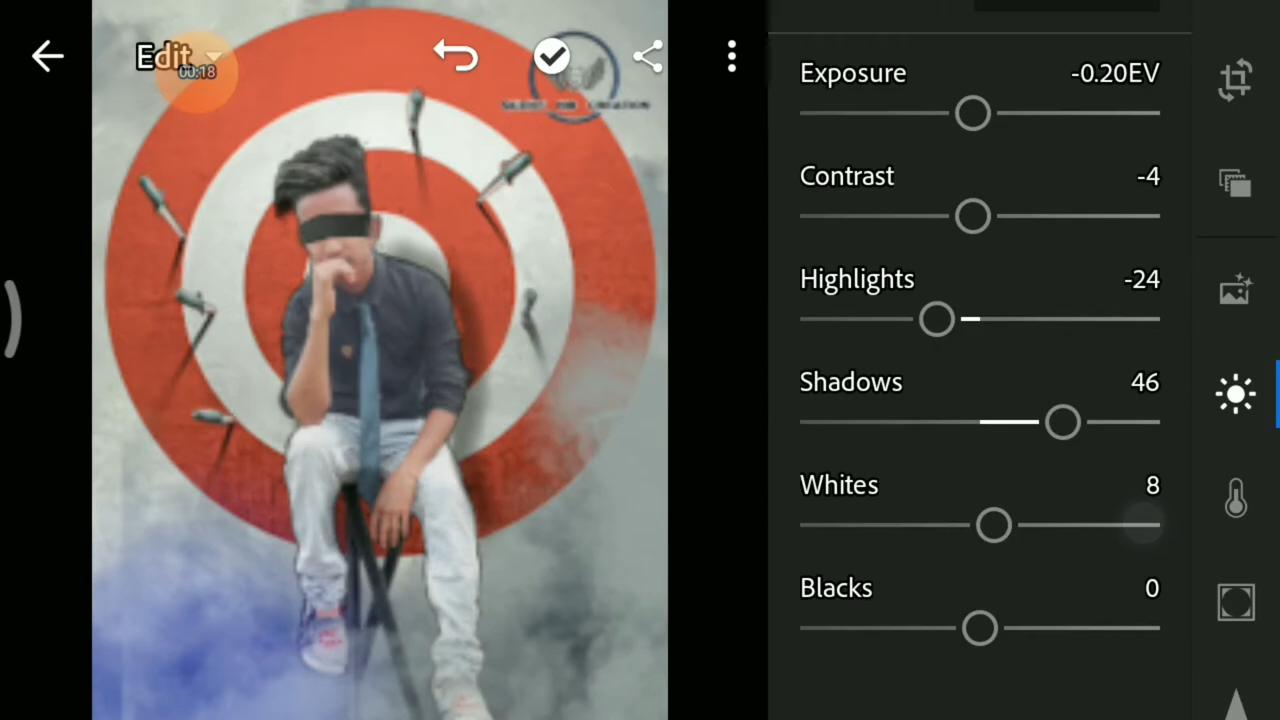 Edit
00:18
Exposure -0.20EV
Contrast -4
Highlights -24
Shadows 46
Whites 8
Blacks 0